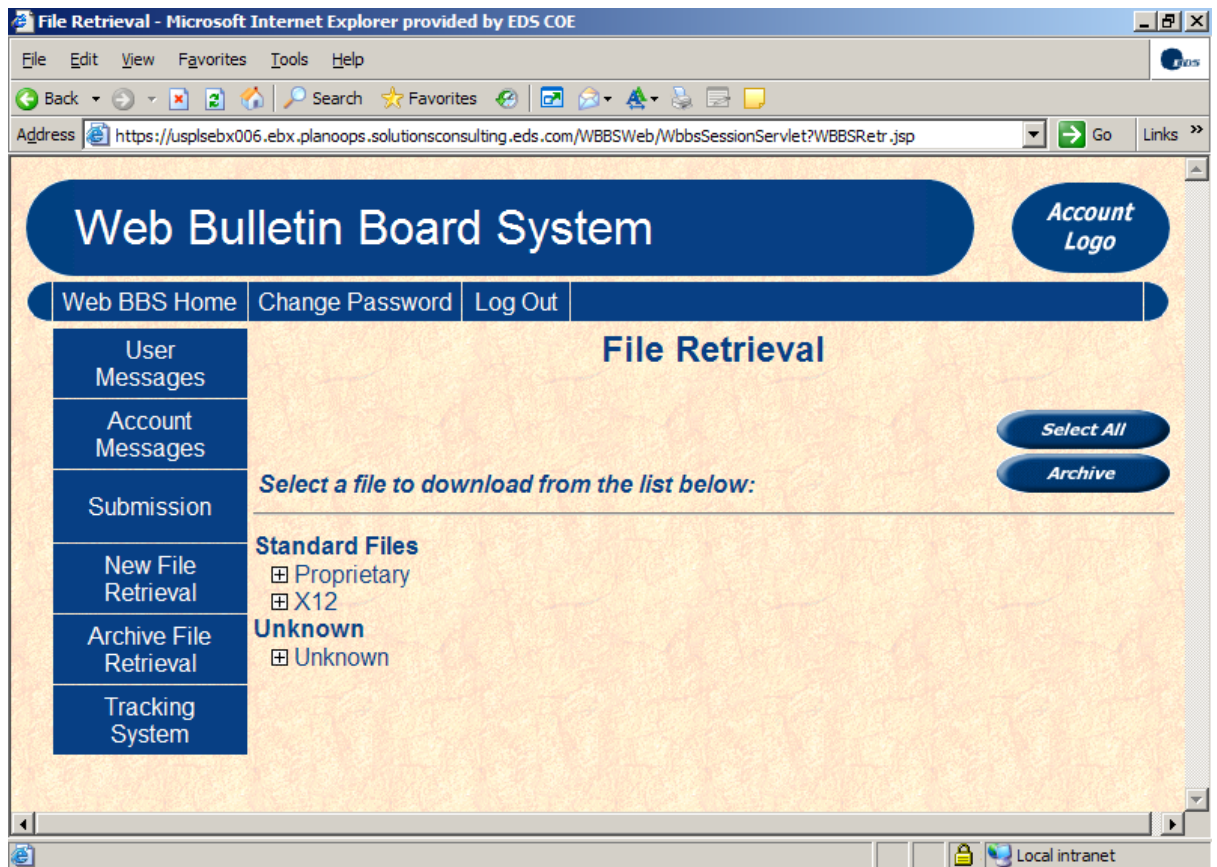 File Retrieval - Microsoft Internet Explorer provided by EDS COE
File Edit View Favorites Tools Help
EDS
Back Search Favorites
Address https://usplsebx006.ebx.planoops.solutionsconsulting.eds.com/WBBSWeb/WbbsSessionServlet?WBBSRetr.jsp Go Links »
Web Bulletin Board System
Account
Logo
Web BBS Home Change Password Log Out
User
Messages
Account
Messages
Submission
New File
Retrieval
Archive File
Retrieval
Tracking
System
File Retrieval
Select All
Archive
Select a file to download from the list below:
Standard Files
Proprietary
X12
Unknown
Unknown
Local intranet